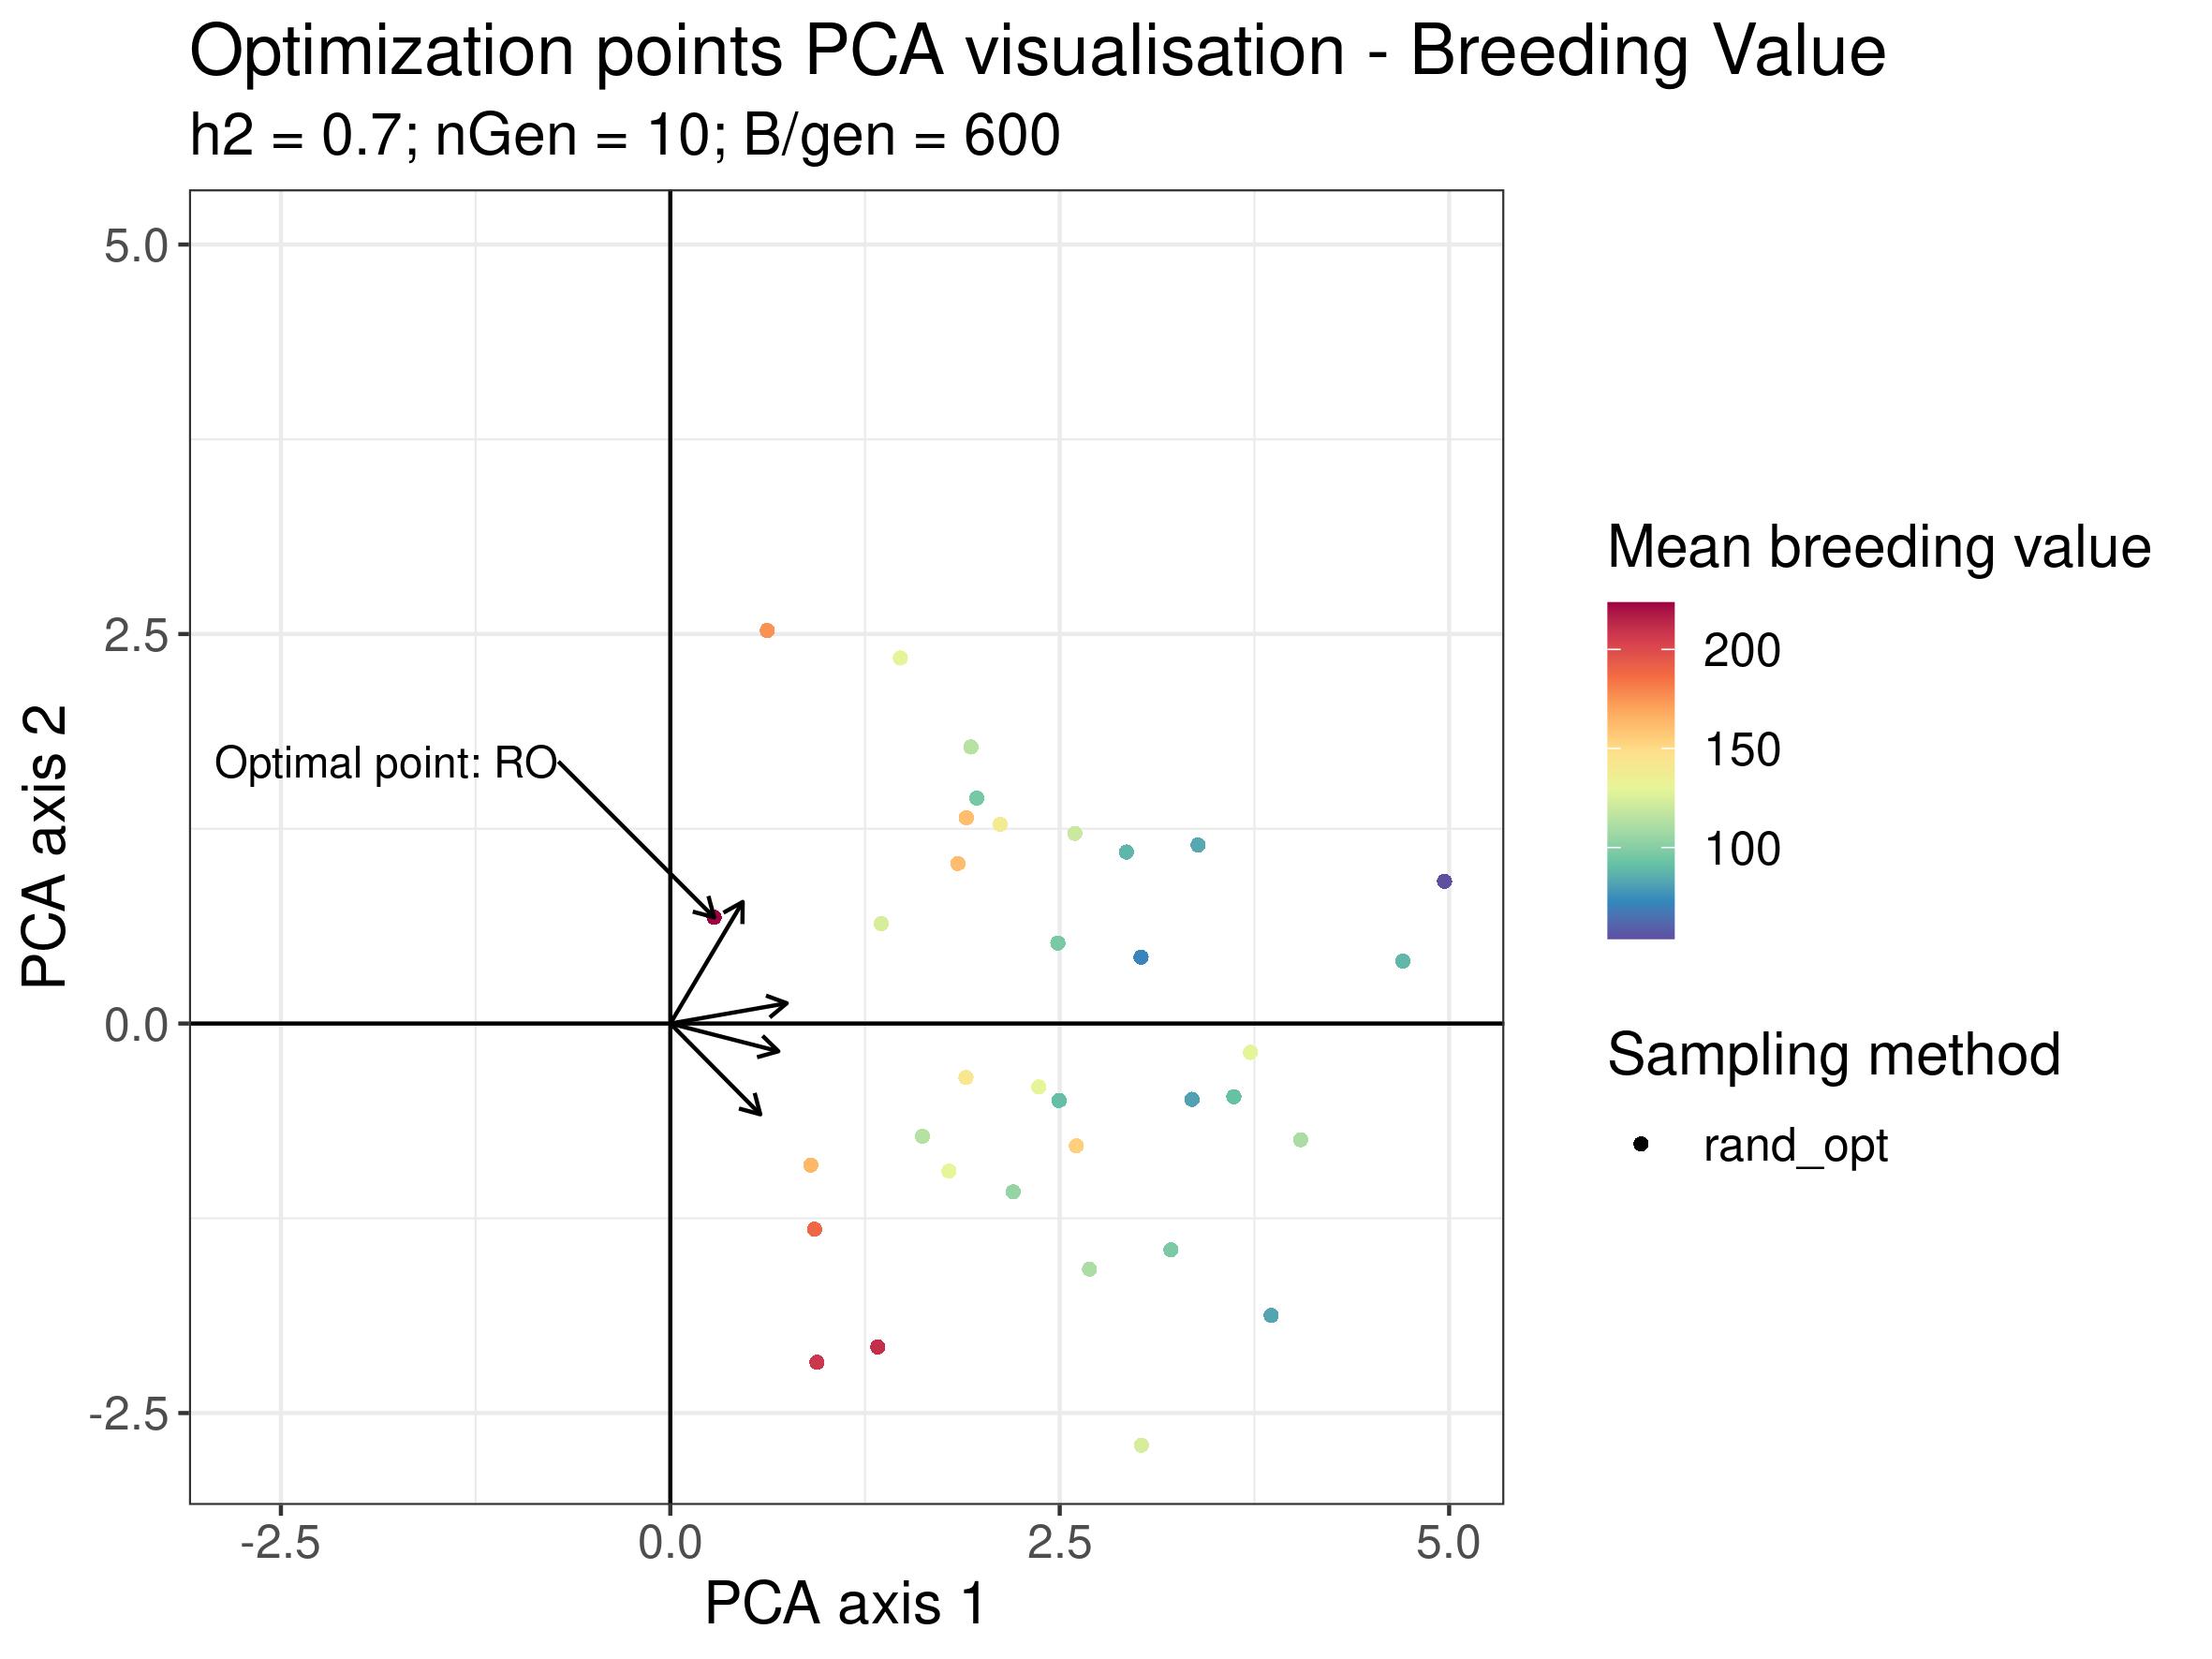 Optimization points PCA visualisation - Breeding Value
h2 = 0.7; nGen = 10; B/gen = 600
5.0
2.5
0.0
-2.5
PCA axis 2
Optimal point: RO
-2.5 0.0 2.5 5.0
PCA axis 1
Mean breeding value
200
150
100
Sampling method
rand_opt